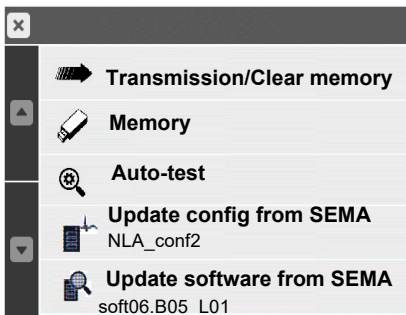 Transmission/Clear memory
Memory
Auto-test
Update config from SEMA
NLA_conf2
Update software from SEMA
soft06.B05_L01